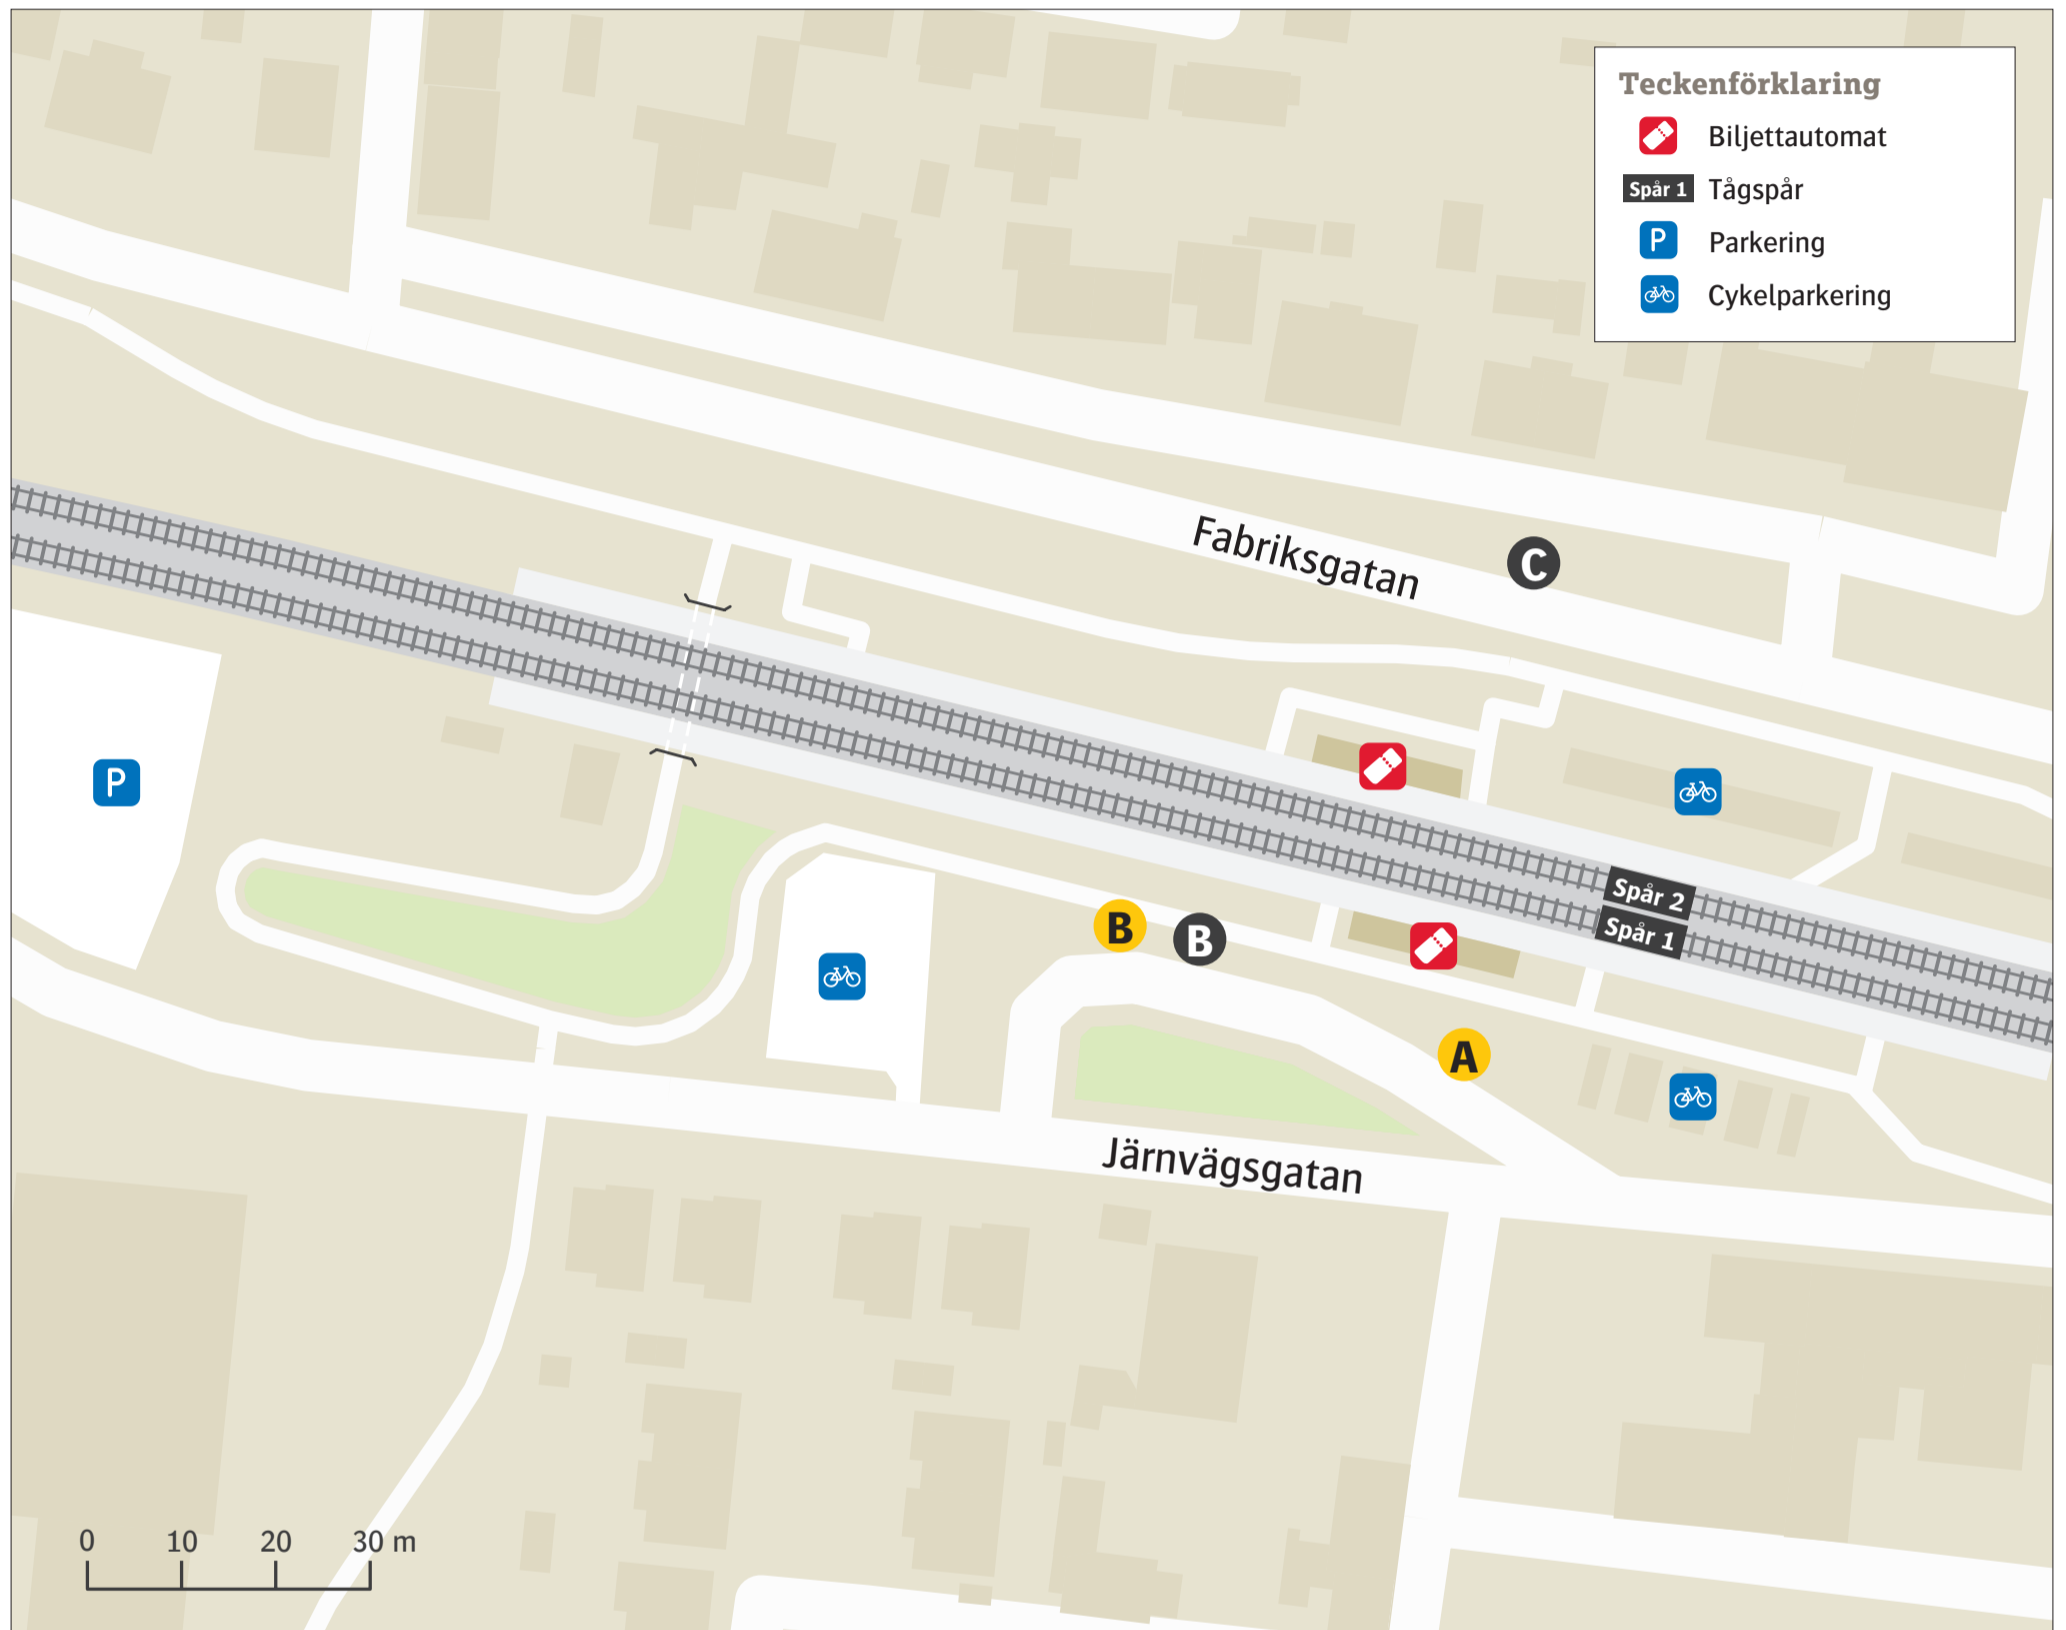 Teckenförklaring
Biljettautomat
Spår 1 Tågspår
P Parkering
Cykelparkering
Fabriksgatan
C
P
Spår 2
Spår 1
B
B
A
Järnvägsgatan
0 10 20 30 m